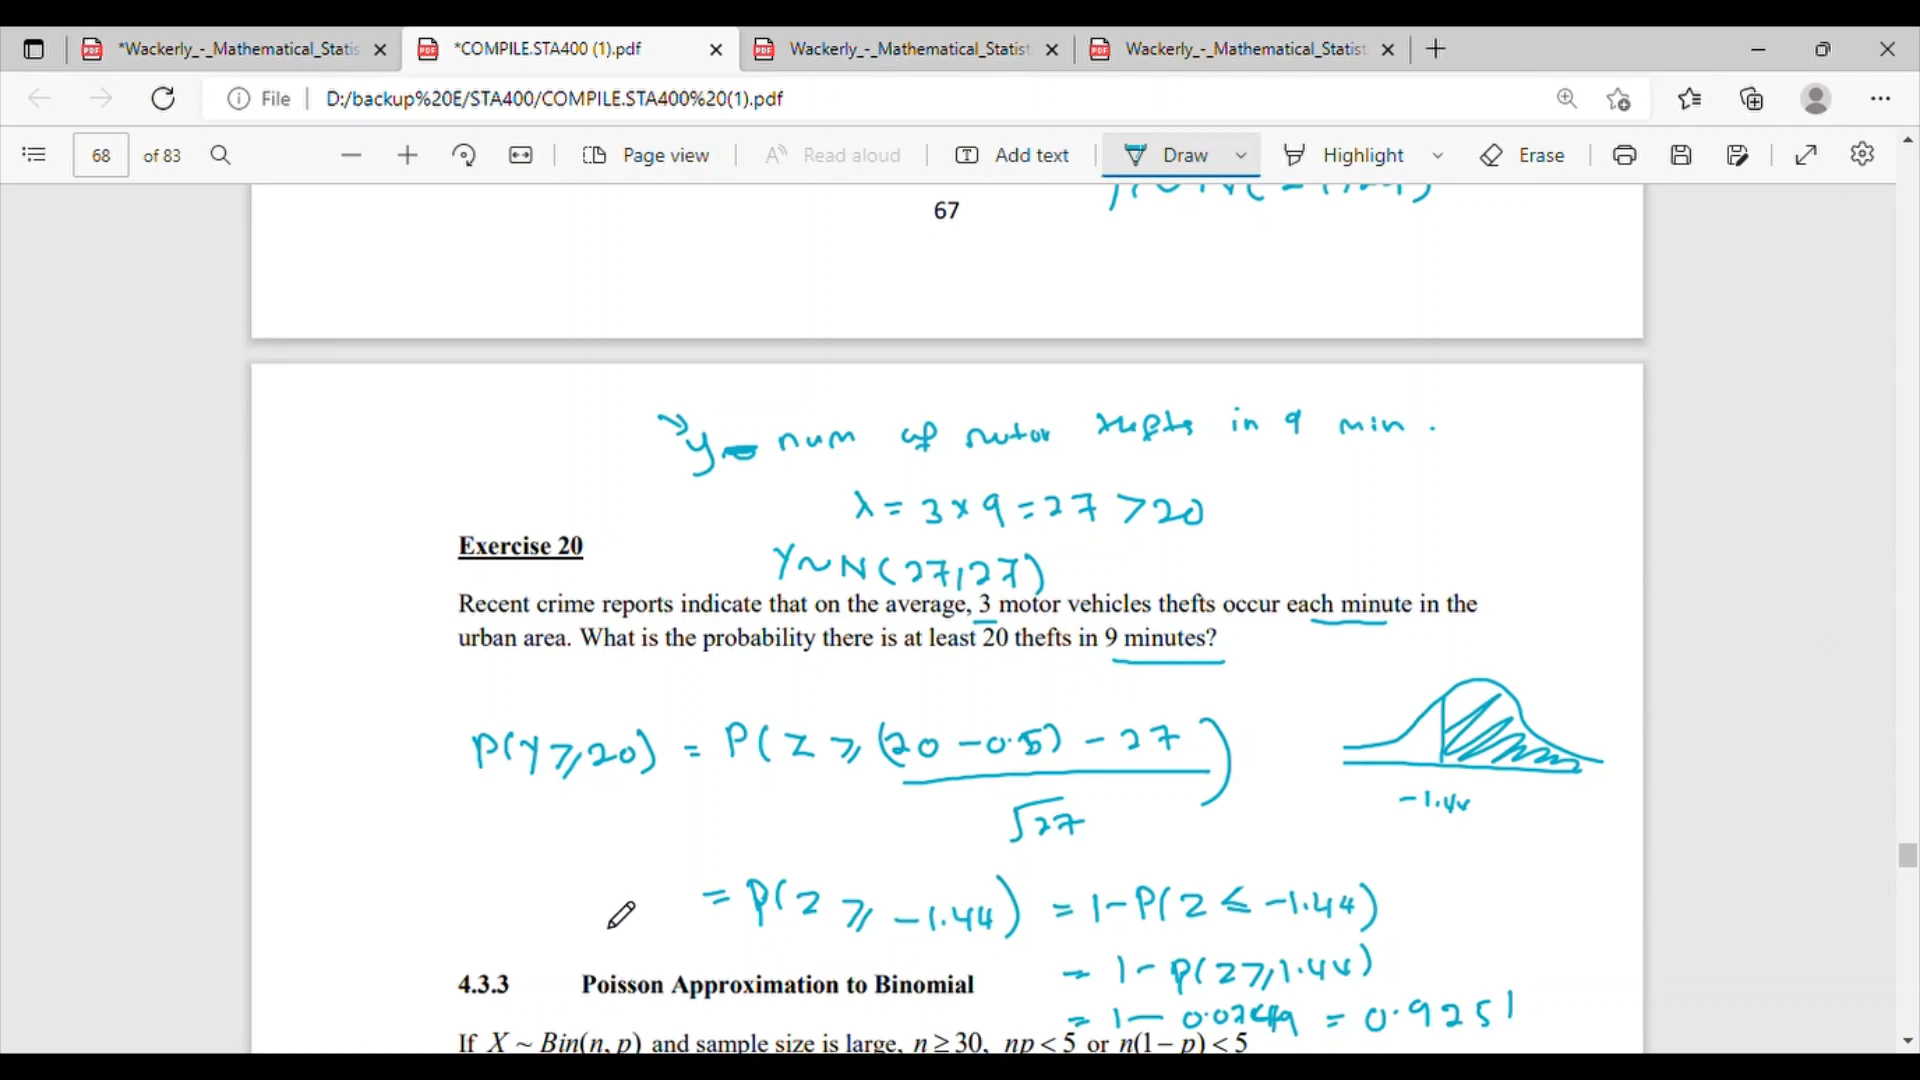 *Wackerly_-_Mathematical_Statis
*COMPILE.STA400 (1).pdf
Wackerly_-_Mathematical_Statist
Wackerly_-_Mathematical_Statist
File
D:/backup%20E/STA400/COMPILE.STA400%20(1).pdf
68 of 83
Page view
Read aloud
Add text
Draw
Highlight
Erase
67
y num of motor thefts in 9 min.
λ = 3 × 9 = 27 > 20
Exercise 20
Y ~ N(27,27)
Recent crime reports indicate that on the average, 3 motor vehicles thefts occur each minute in the
urban area. What is the probability there is at least 20 thefts in 9 minutes?
P(Y ≥ 20) = P(Z ≥ (20 - 0.5) - 27
√27 )
-1.44
= P(Z ≥ -1.44) = 1 - P(Z ≤ -1.44)
= 1 - P(Z ≥ 1.44)
4.3.3 Poisson Approximation to Binomial
= 1 - 0.0749 = 0.9251
If X ~ Bin(n, p) and sample size is large, n ≥ 30, np < 5 or n(1 − p) < 5